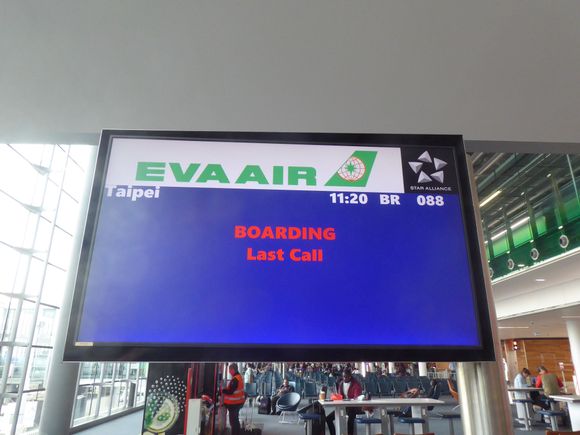 EVA AIR
STAR ALLIANCE
Taipei 11:20 BR 088
BOARDING
Last Call